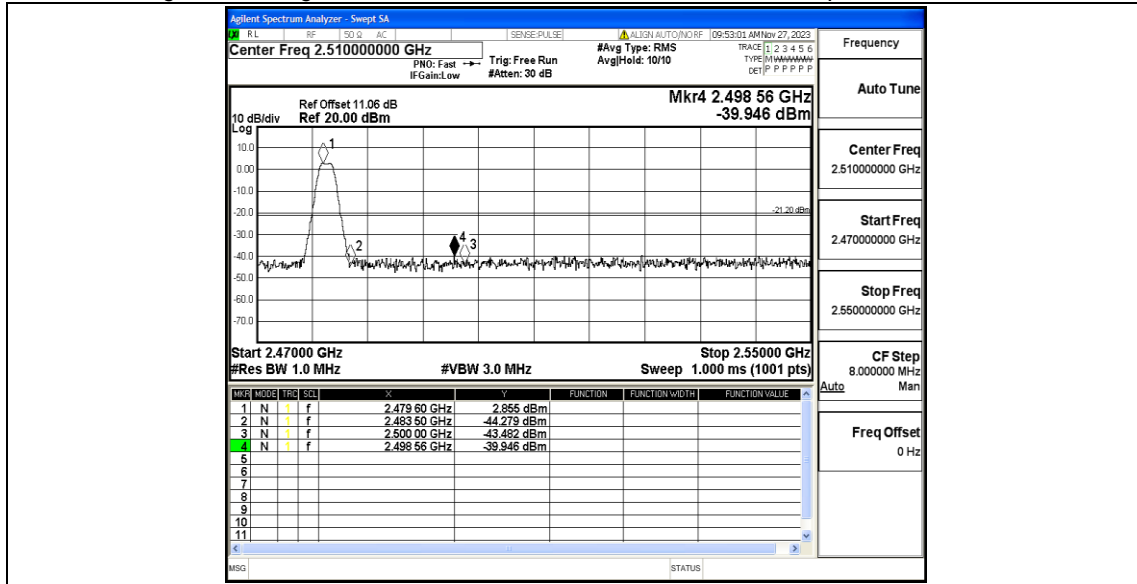 Agilent Spectrum Analyzer - Swept SA
RL RF 50 Ω AC SENSE:PULSE ALIGN AUTO/NO RF 09:53:01 AM Nov 27, 2023
Center Freq 2.510000000 GHz #Avg Type: RMS TRACE 1 2 3 4 5 6
PNO: Fast Trig: Free Run Avg|Hold: 10/10 TYPE M WWWWW
IFGain:Low #Atten: 30 dB DET P P P P P P
Mkr4 2.498 56 GHz
-39.946 dBm
Ref Offset 11.06 dB
10 dB/div Ref 20.00 dBm
Log
10.0
0.00
-10.0
-20.0
-30.0
-40.0
-50.0
-60.0
-70.0
1
2
4
3
-21.20 dBm
Start 2.47000 GHz Stop 2.55000 GHz
#Res BW 1.0 MHz #VBW 3.0 MHz Sweep 1.000 ms (1001 pts)
MKR MODE TRC SCL X Y FUNCTION FUNCTION WIDTH FUNCTION VALUE
1 N 1 f 2.479 60 GHz 2.855 dBm
2 N 1 f 2.483 50 GHz -44.279 dBm
3 N 1 f 2.500 00 GHz -43.482 dBm
4 N 1 f 2.498 56 GHz -39.946 dBm
5
6
7
8
9
10
11
MSG STATUS
Frequency
Auto Tune
Center Freq
2.510000000 GHz
Start Freq
2.470000000 GHz
Stop Freq
2.550000000 GHz
CF Step
8.000000 MHz
Auto Man
Freq Offset
0 Hz